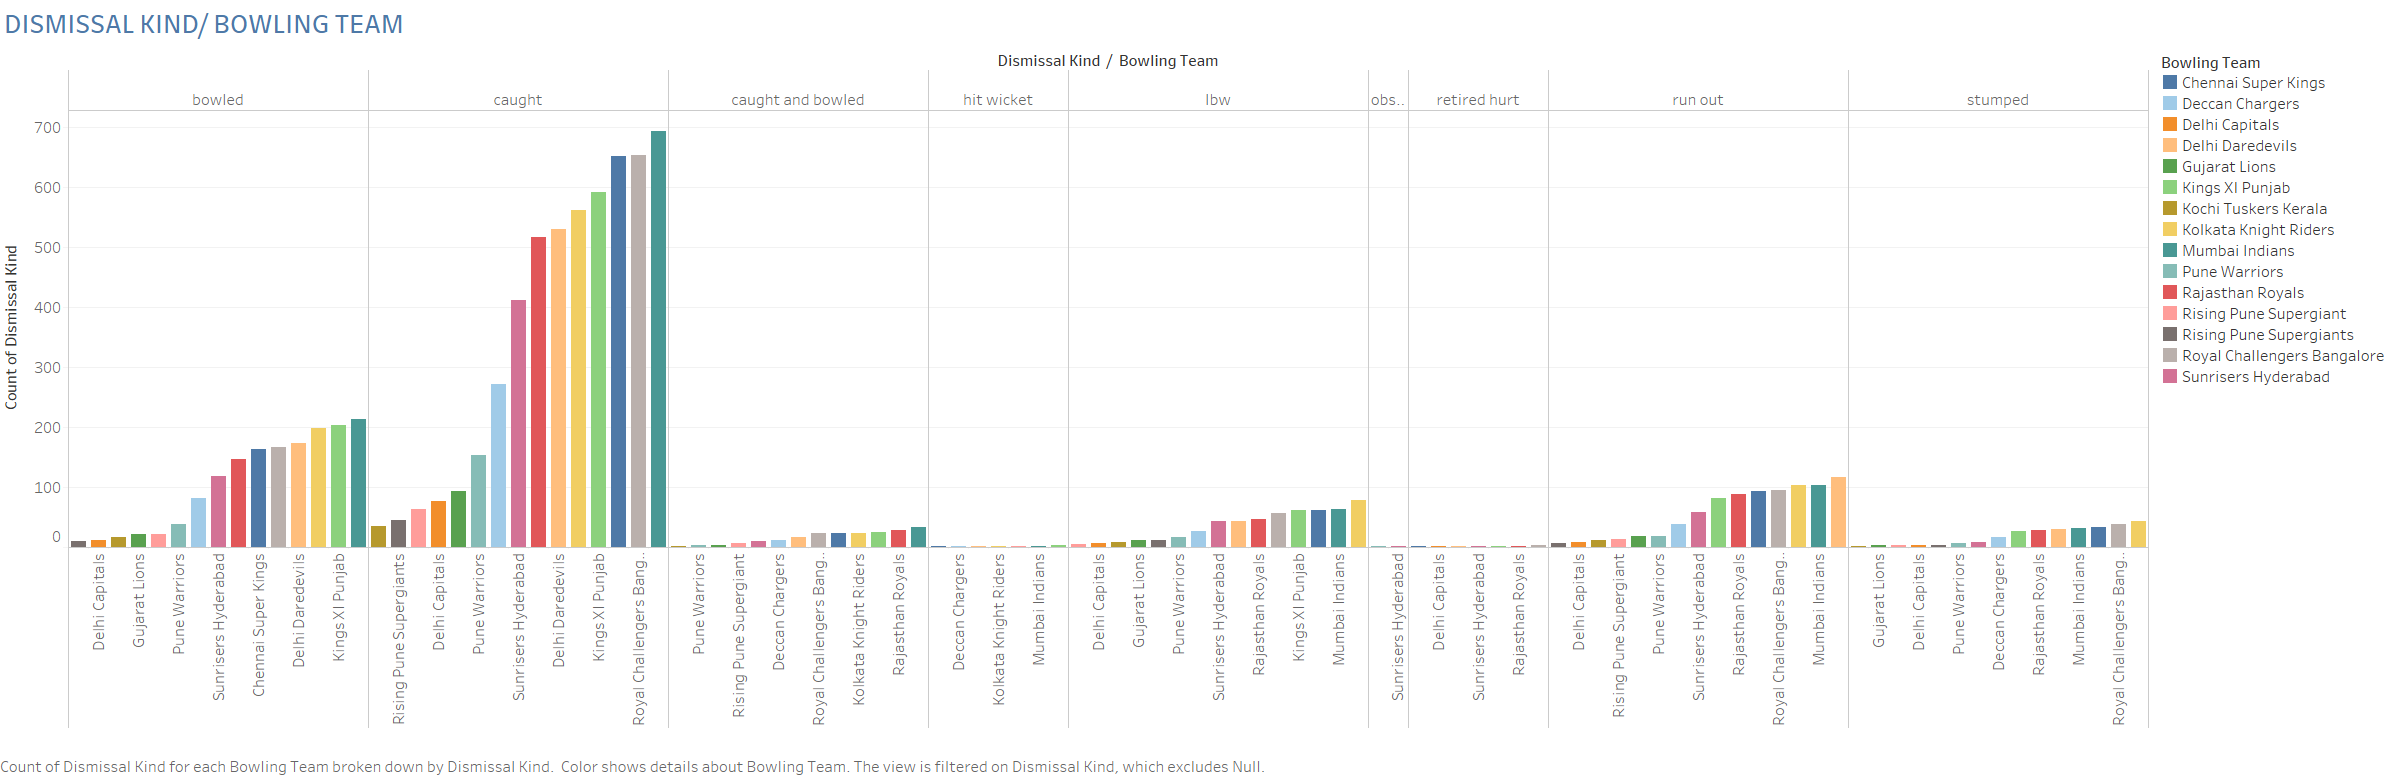 DISMISSAL KIND/ BOWLING TEAM
Dismissal Kind / Bowling Team
bowled
caught
caught and bowled
hit wicket
lbw
obs..
retired hurt
run out
stumped
Count of Dismissal Kind
700
600
500
400
300
200
100
0
Delhi Capitals
Gujarat Lions
Pune Warriors
Sunrisers Hyderabad
Chennai Super Kings
Delhi Daredevils
Kings XI Punjab
Rising Pune Supergiants
Delhi Capitals
Pune Warriors
Sunrisers Hyderabad
Delhi Daredevils
Kings XI Punjab
Royal Challengers Bang..
Pune Warriors
Rising Pune Supergiant
Deccan Chargers
Royal Challengers Bang..
Kolkata Knight Riders
Rajasthan Royals
Deccan Chargers
Kolkata Knight Riders
Mumbai Indians
Delhi Capitals
Gujarat Lions
Pune Warriors
Sunrisers Hyderabad
Rajasthan Royals
Kings XI Punjab
Mumbai Indians
Sunrisers Hyderabad
Delhi Capitals
Sunrisers Hyderabad
Rajasthan Royals
Delhi Capitals
Rising Pune Supergiant
Pune Warriors
Sunrisers Hyderabad
Rajasthan Royals
Royal Challengers Bang..
Mumbai Indians
Gujarat Lions
Delhi Capitals
Pune Warriors
Deccan Chargers
Rajasthan Royals
Mumbai Indians
Royal Challengers Bang..
Bowling Team
Chennai Super Kings
Deccan Chargers
Delhi Capitals
Delhi Daredevils
Gujarat Lions
Kings XI Punjab
Kochi Tuskers Kerala
Kolkata Knight Riders
Mumbai Indians
Pune Warriors
Rajasthan Royals
Rising Pune Supergiant
Rising Pune Supergiants
Royal Challengers Bangalore
Sunrisers Hyderabad
Count of Dismissal Kind for each Bowling Team broken down by Dismissal Kind. Color shows details about Bowling Team. The view is filtered on Dismissal Kind, which excludes Null.